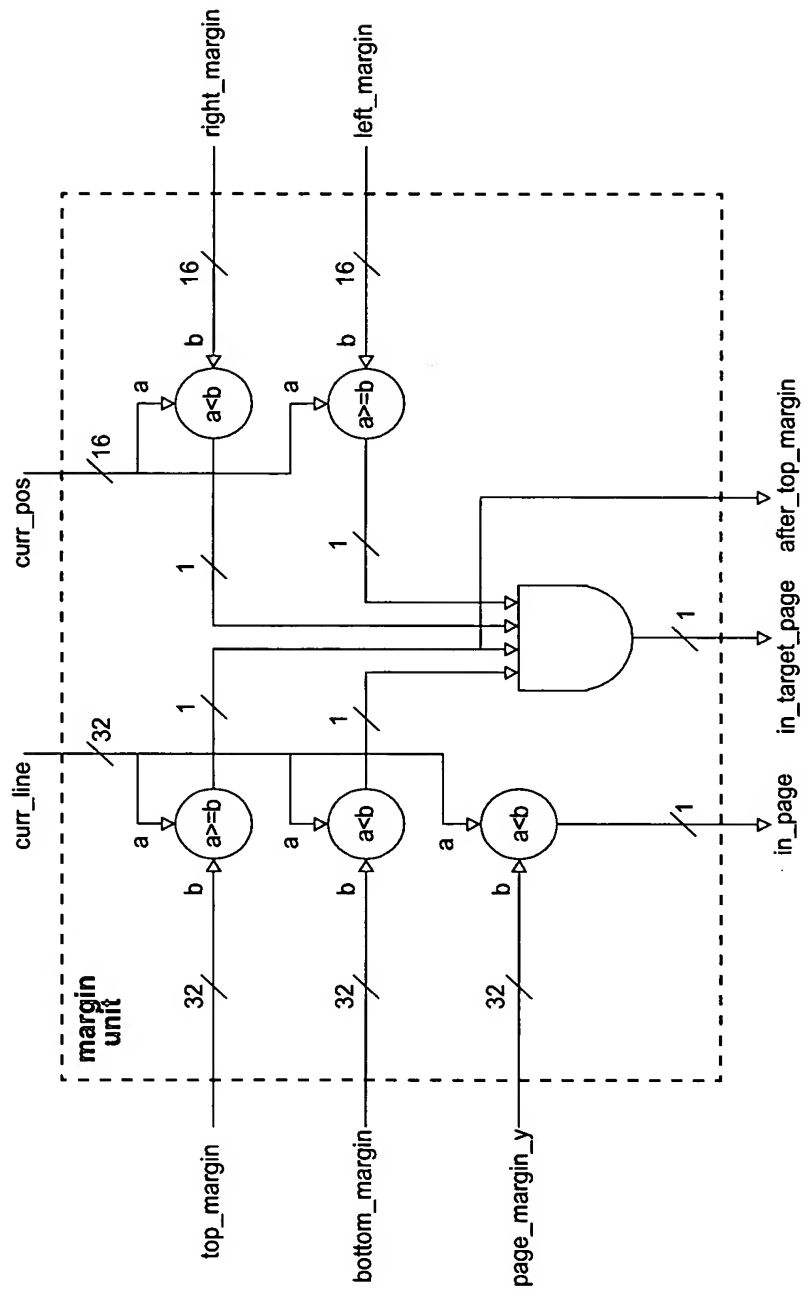 curr_line
curr_pos
margin
unit
32
16
a
a
32
b
1
1
b
16
top_margin
a>=b
a<b
right_margin
a
a
32
b
1
1
b
16
bottom_margin
a<b
a>=b
left_margin
a
32
b
page_margin_y
a<b
1
1
in_page
in_target_page
after_top_margin